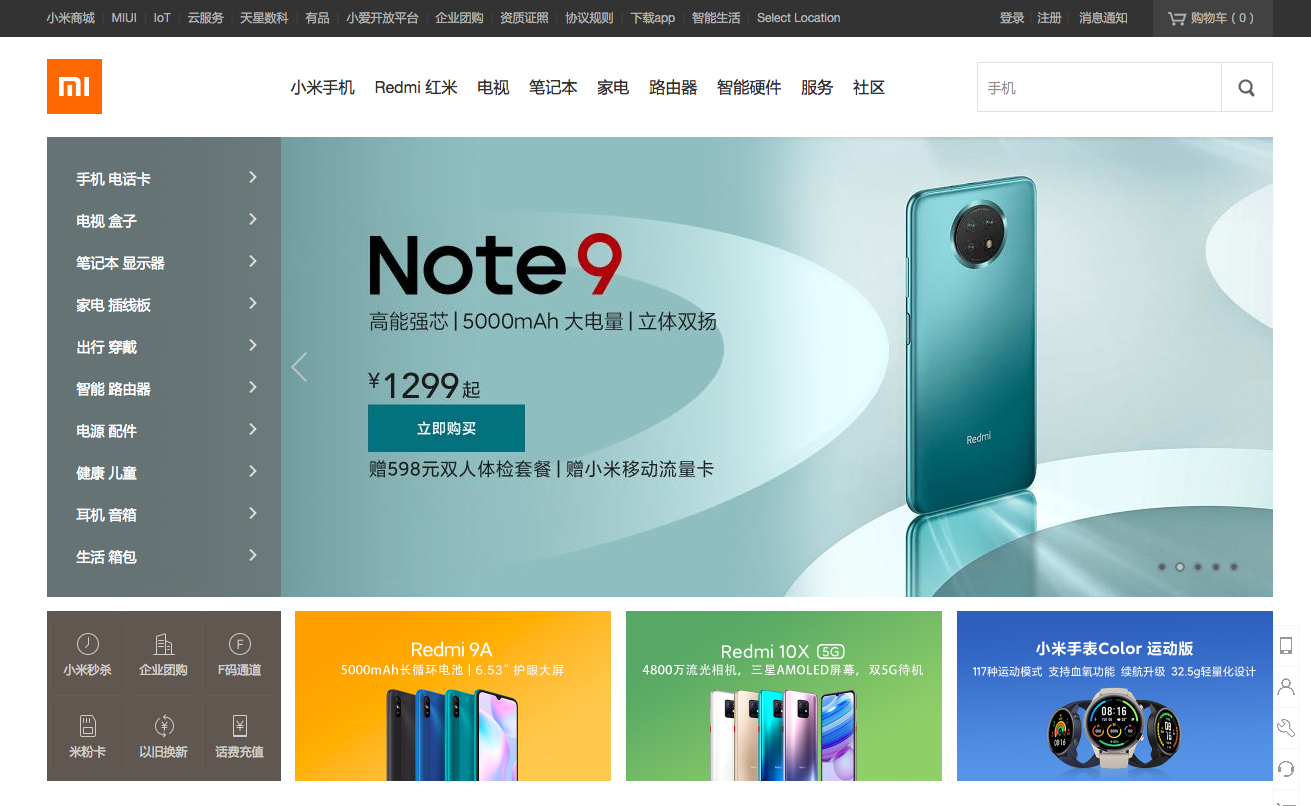 小米商城 MIUI IoT 云服务 天星数科 有品 小爱开放平台 企业团购 资质证照 协议规则 下载app 智能生活 Select Location 登录 注册 消息通知 购物车 ( 0 )
小米手机 Redmi 红米 电视 笔记本 家电 路由器 智能硬件 服务 社区 手机
手机 电话卡
电视 盒子
笔记本 显示器
家电 插线板
出行 穿戴
智能 路由器
电源 配件
健康 儿童
耳机 音箱
生活 箱包
Note 9
高能强芯 | 5000mAh 大电量 | 立体双扬
¥1299起
立即购买
赠598元双人体检套餐 | 赠小米移动流量卡
Redmi
小米秒杀 企业团购 F码通道
米粉卡 以旧换新 话费充值
Redmi 9A
5000mAh长循环电池 | 6.53" 护眼大屏
Redmi 10X 5G
4800万流光相机，三星AMOLED屏幕，双5G待机
小米手表Color 运动版
117种运动模式 支持血氧功能 续航升级 32.5g轻量化设计
08:16